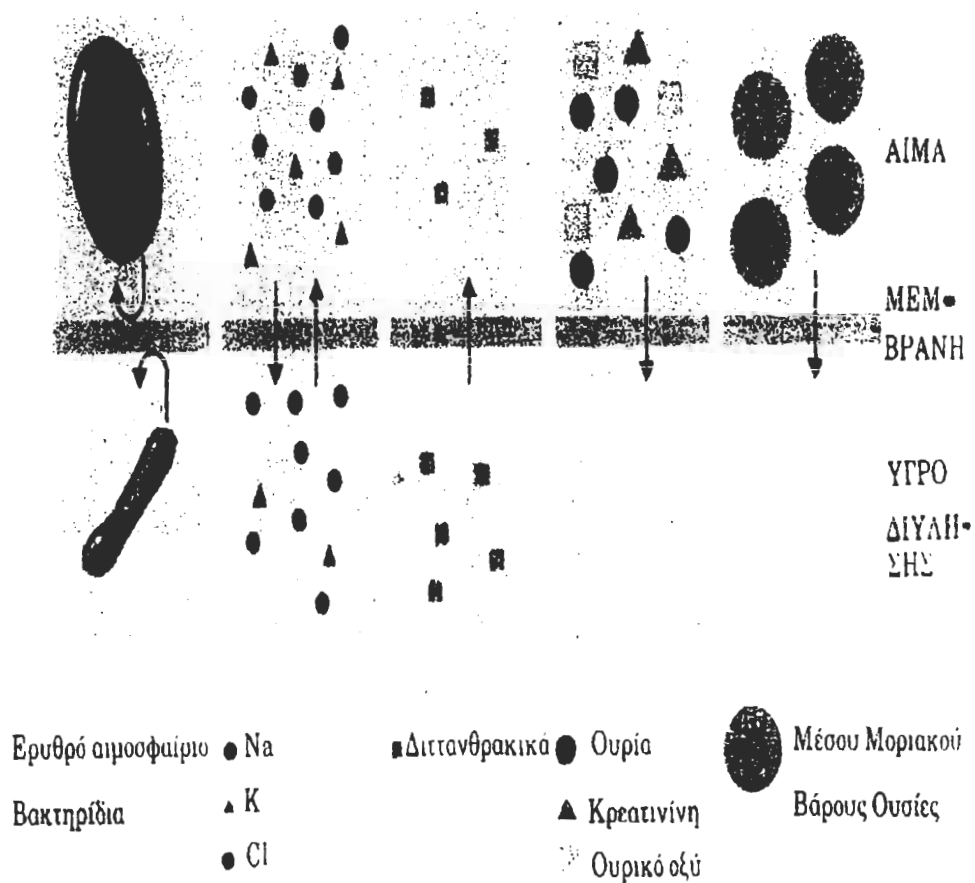 ΑΙΜΑ
ΜΕΜ-
ΒΡΑΝΗ
ΥΓΡΟ
ΔΙΥΛΗ-
ΣΗΣ
Ερυθρό αιμοσφαίριο
Βακτηρίδια
Na
K
Cl
Διττανθρακικά
Ουρία
Κρεατινίνη
Ουρικό οξύ
Μέσου Μοριακού
Βάρους Ουσίες